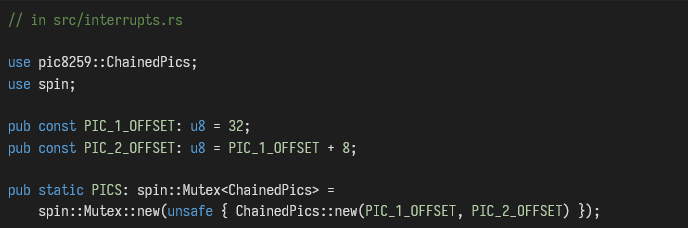 // in src/interrupts.rs
use pic8259::ChainedPics;
use spin;
pub const PIC_1_OFFSET: u8 = 32;
pub const PIC_2_OFFSET: u8 = PIC_1_OFFSET + 8;
pub static PICS: spin::Mutex<ChainedPics> =
    spin::Mutex::new(unsafe { ChainedPics::new(PIC_1_OFFSET, PIC_2_OFFSET) });